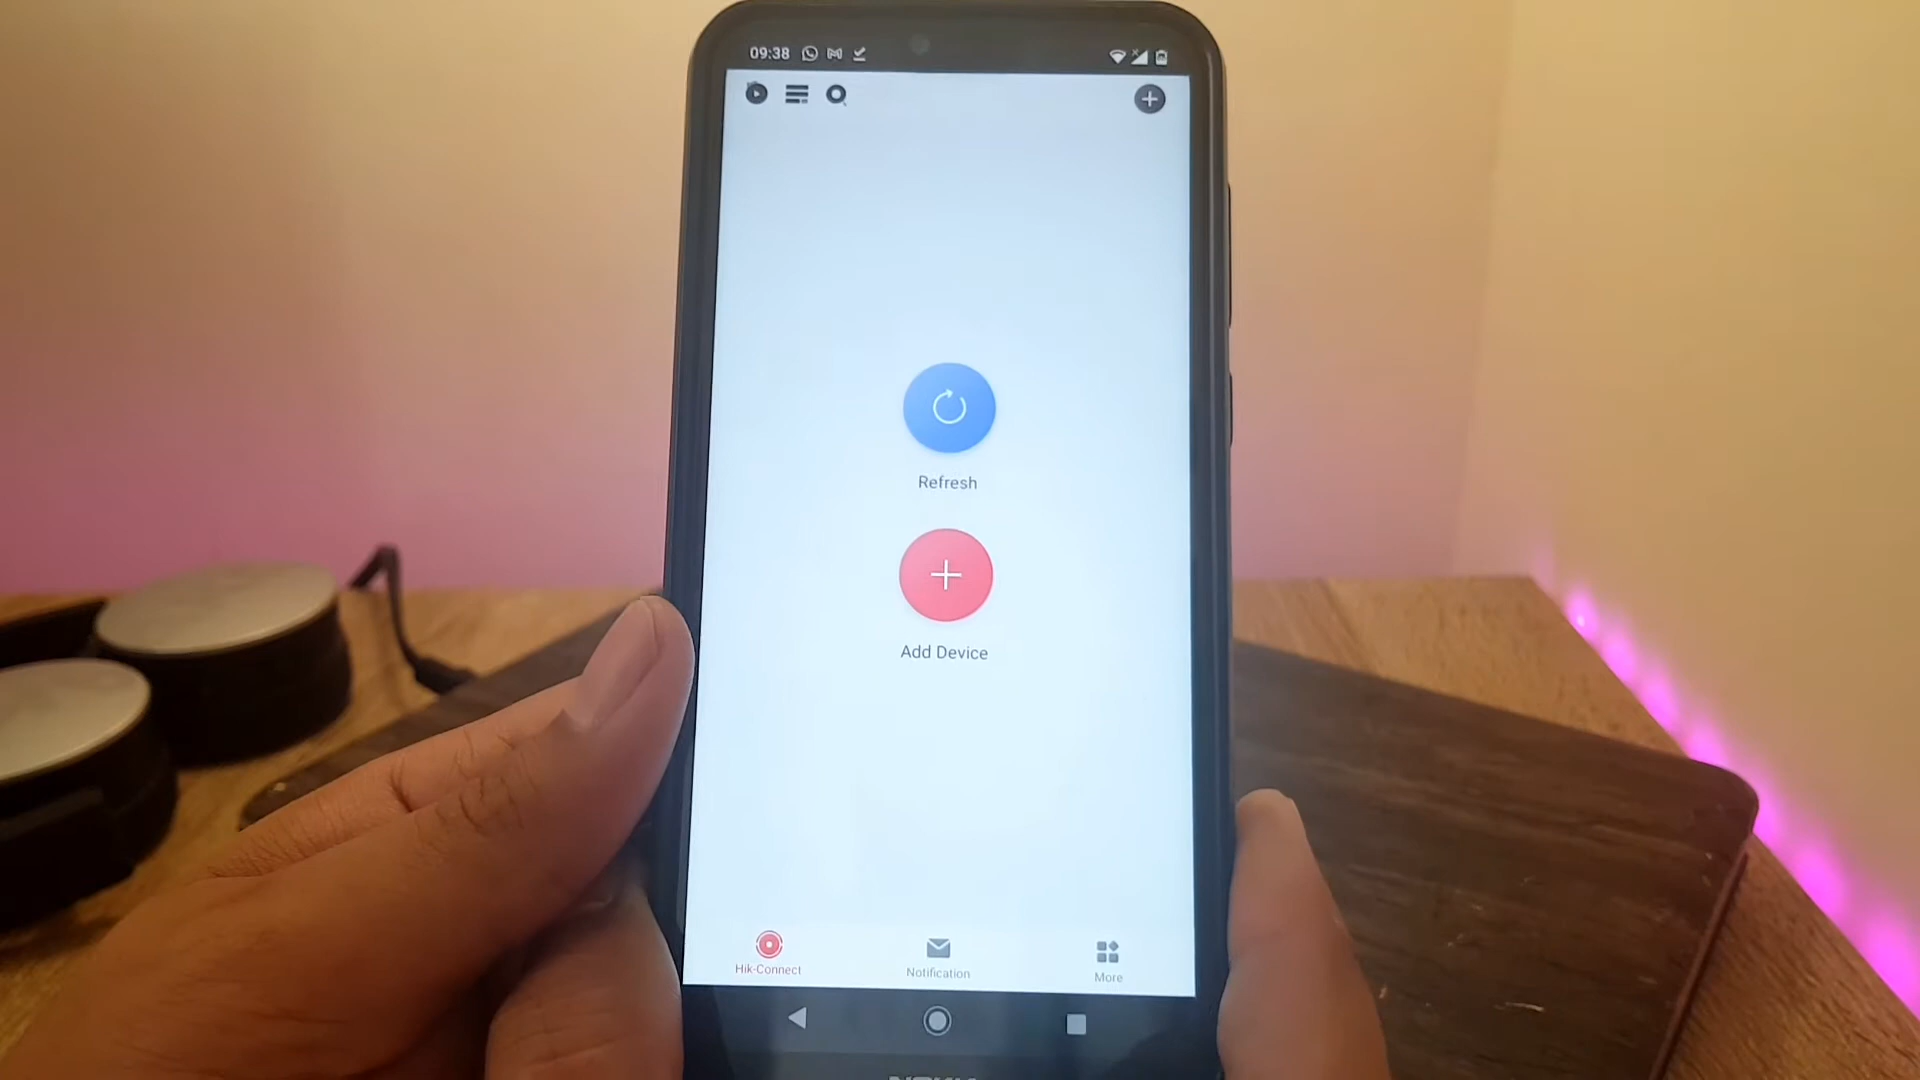 09:38
Refresh
Add Device
Hik-Connect
Notification
More